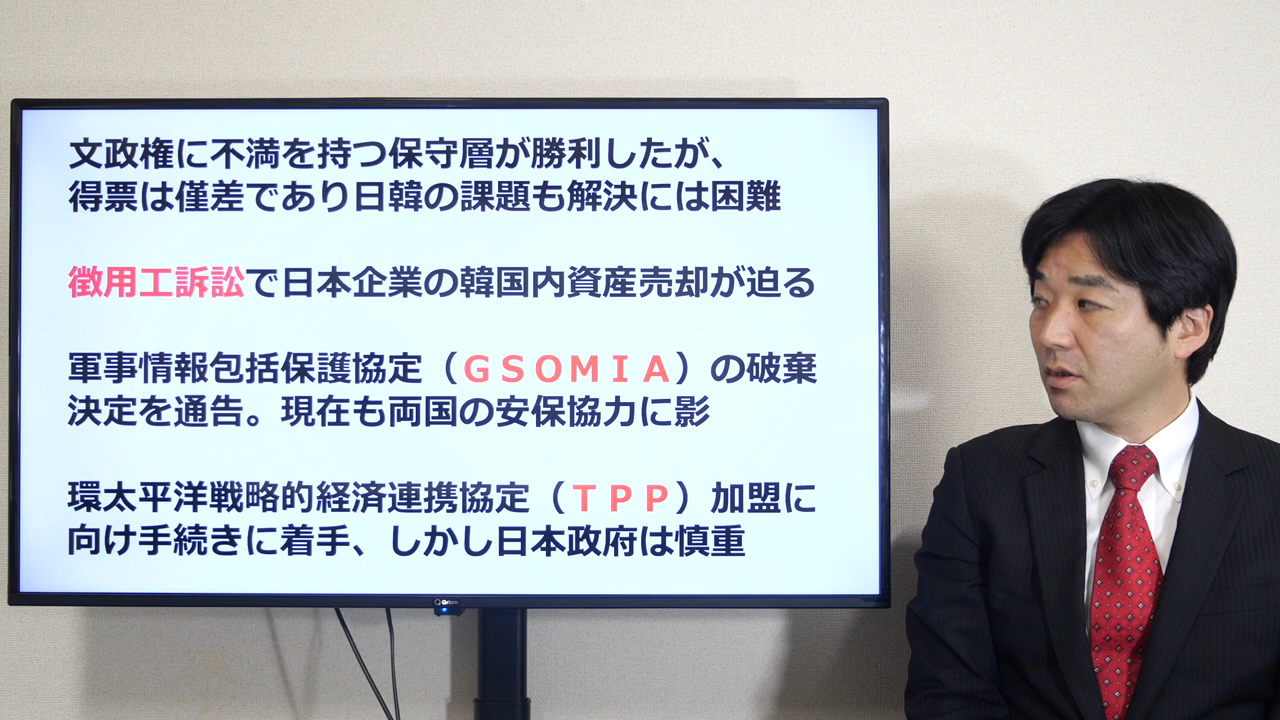 文政権に不満を持つ保守層が勝利したが、
得票は僅差であり日韓の課題も解決には困難
徴用工訴訟で日本企業の韓国内資産売却が迫る
軍事情報包括保護協定（ＧＳＯＭＩＡ）の破棄
決定を通告。現在も両国の安保協力に影
環太平洋戦略的経済連携協定（ＴＰＰ）加盟に
向け手続きに着手、しかし日本政府は慎重
Qriom